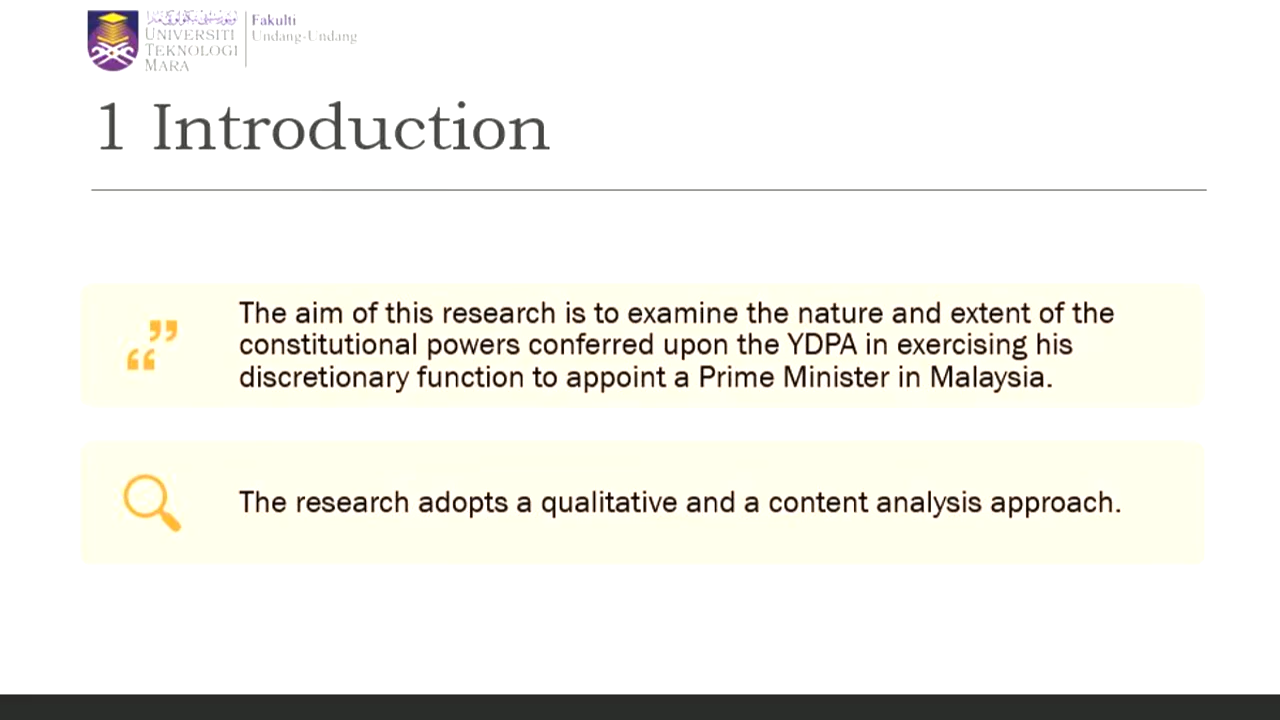 Fakulti
Undang-Undang
UNIVERSITI
TEKNOLOGI
MARA
1 Introduction
The aim of this research is to examine the nature and extent of the
constitutional powers conferred upon the YDPA in exercising his
discretionary function to appoint a Prime Minister in Malaysia.
The research adopts a qualitative and a content analysis approach.